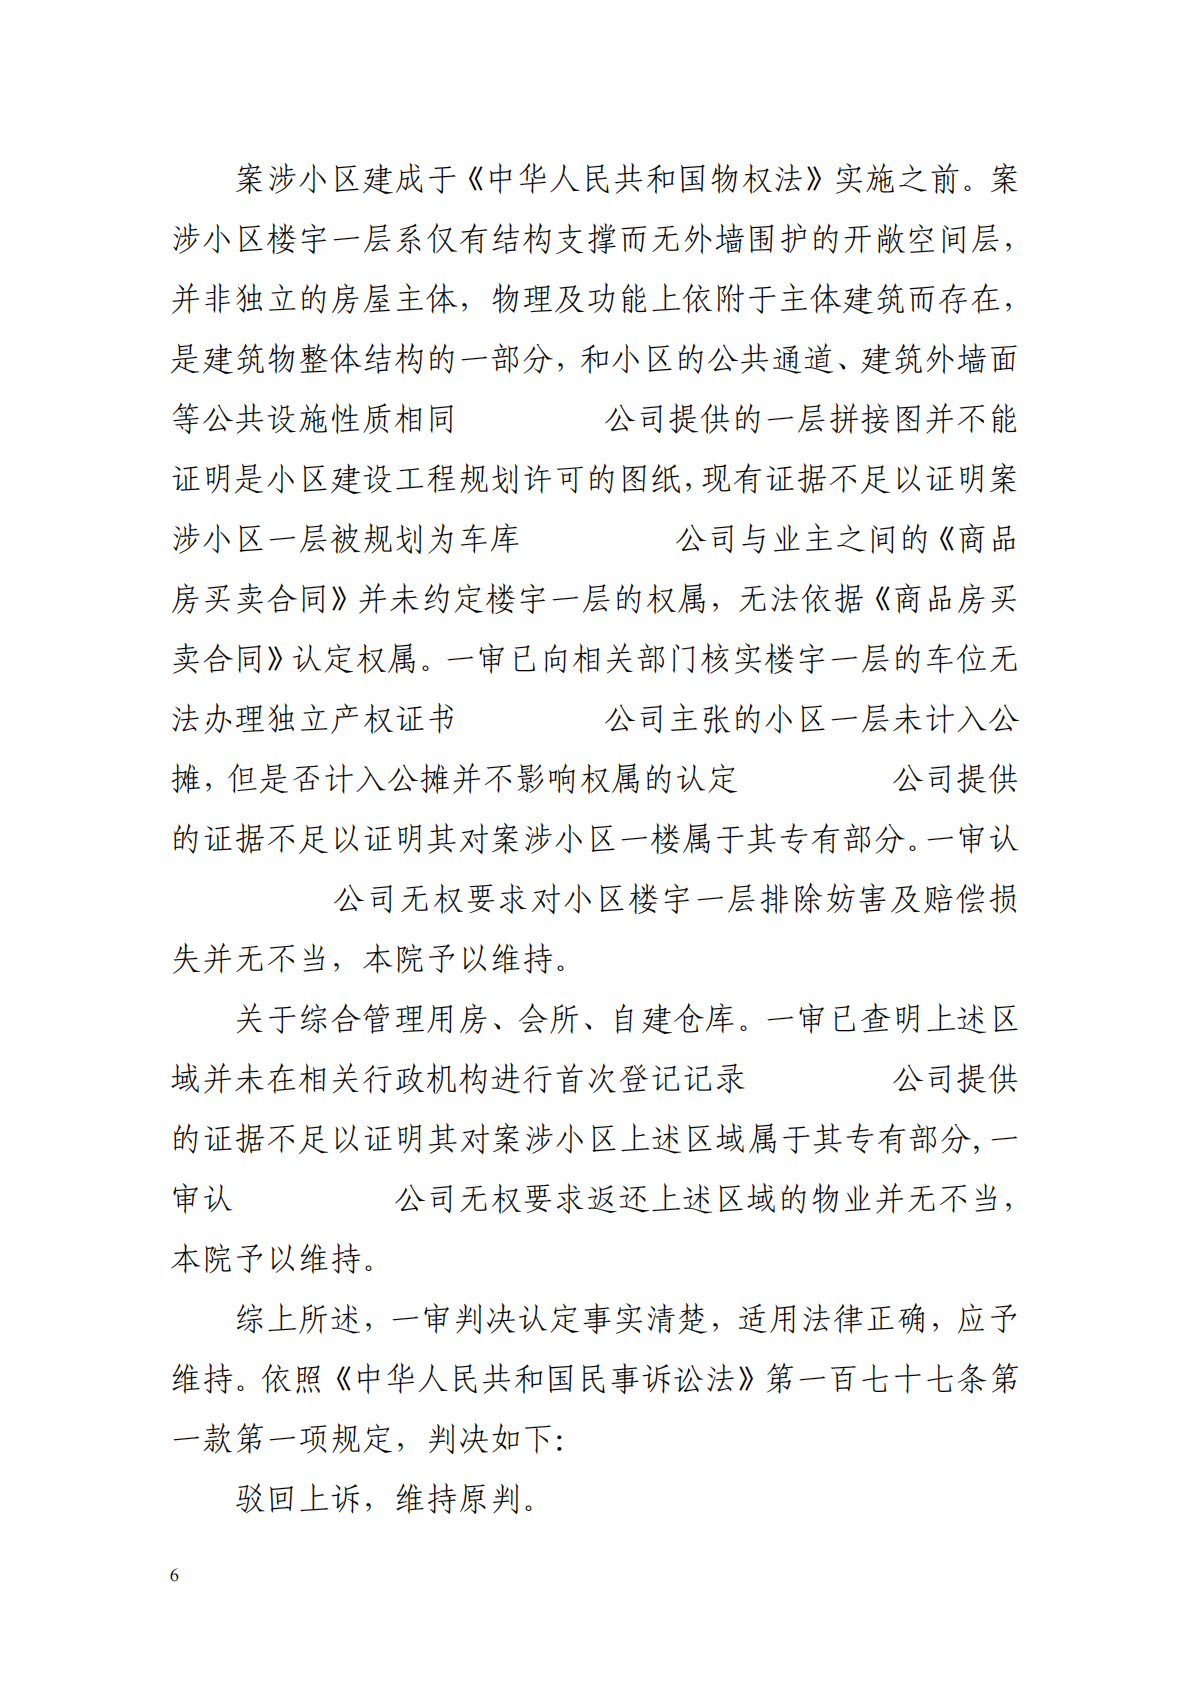 案涉小区建成于《中华人民共和国物权法》实施之前。案
涉小区楼宇一层系仅有结构支撑而无外墙围护的开敞空间层，
并非独立的房屋主体，物理及功能上依附于主体建筑而存在，
是建筑物整体结构的一部分，和小区的公共通道、建筑外墙面
等公共设施性质相同 公司提供的一层拼接图并不能
证明是小区建设工程规划许可的图纸，现有证据不足以证明案
涉小区一层被规划为车库 公司与业主之间的《商品
房买卖合同》并未约定楼宇一层的权属，无法依据《商品房买
卖合同》认定权属。一审已向相关部门核实楼宇一层的车位无
法办理独立产权证书 公司主张的小区一层未计入公
摊，但是否计入公摊并不影响权属的认定 公司提供
的证据不足以证明其对案涉小区一楼属于其专有部分。一审认
公司无权要求对小区楼宇一层排除妨害及赔偿损
失并无不当，本院予以维持。
关于综合管理用房、会所、自建仓库。一审已查明上述区
域并未在相关行政机构进行首次登记记录 公司提供
的证据不足以证明其对案涉小区上述区域属于其专有部分，一
审认 公司无权要求返还上述区域的物业并无不当，
本院予以维持。
综上所述，一审判决认定事实清楚，适用法律正确，应予
维持。依照《中华人民共和国民事诉讼法》第一百七十七条第
一款第一项规定，判决如下：
驳回上诉，维持原判。
6